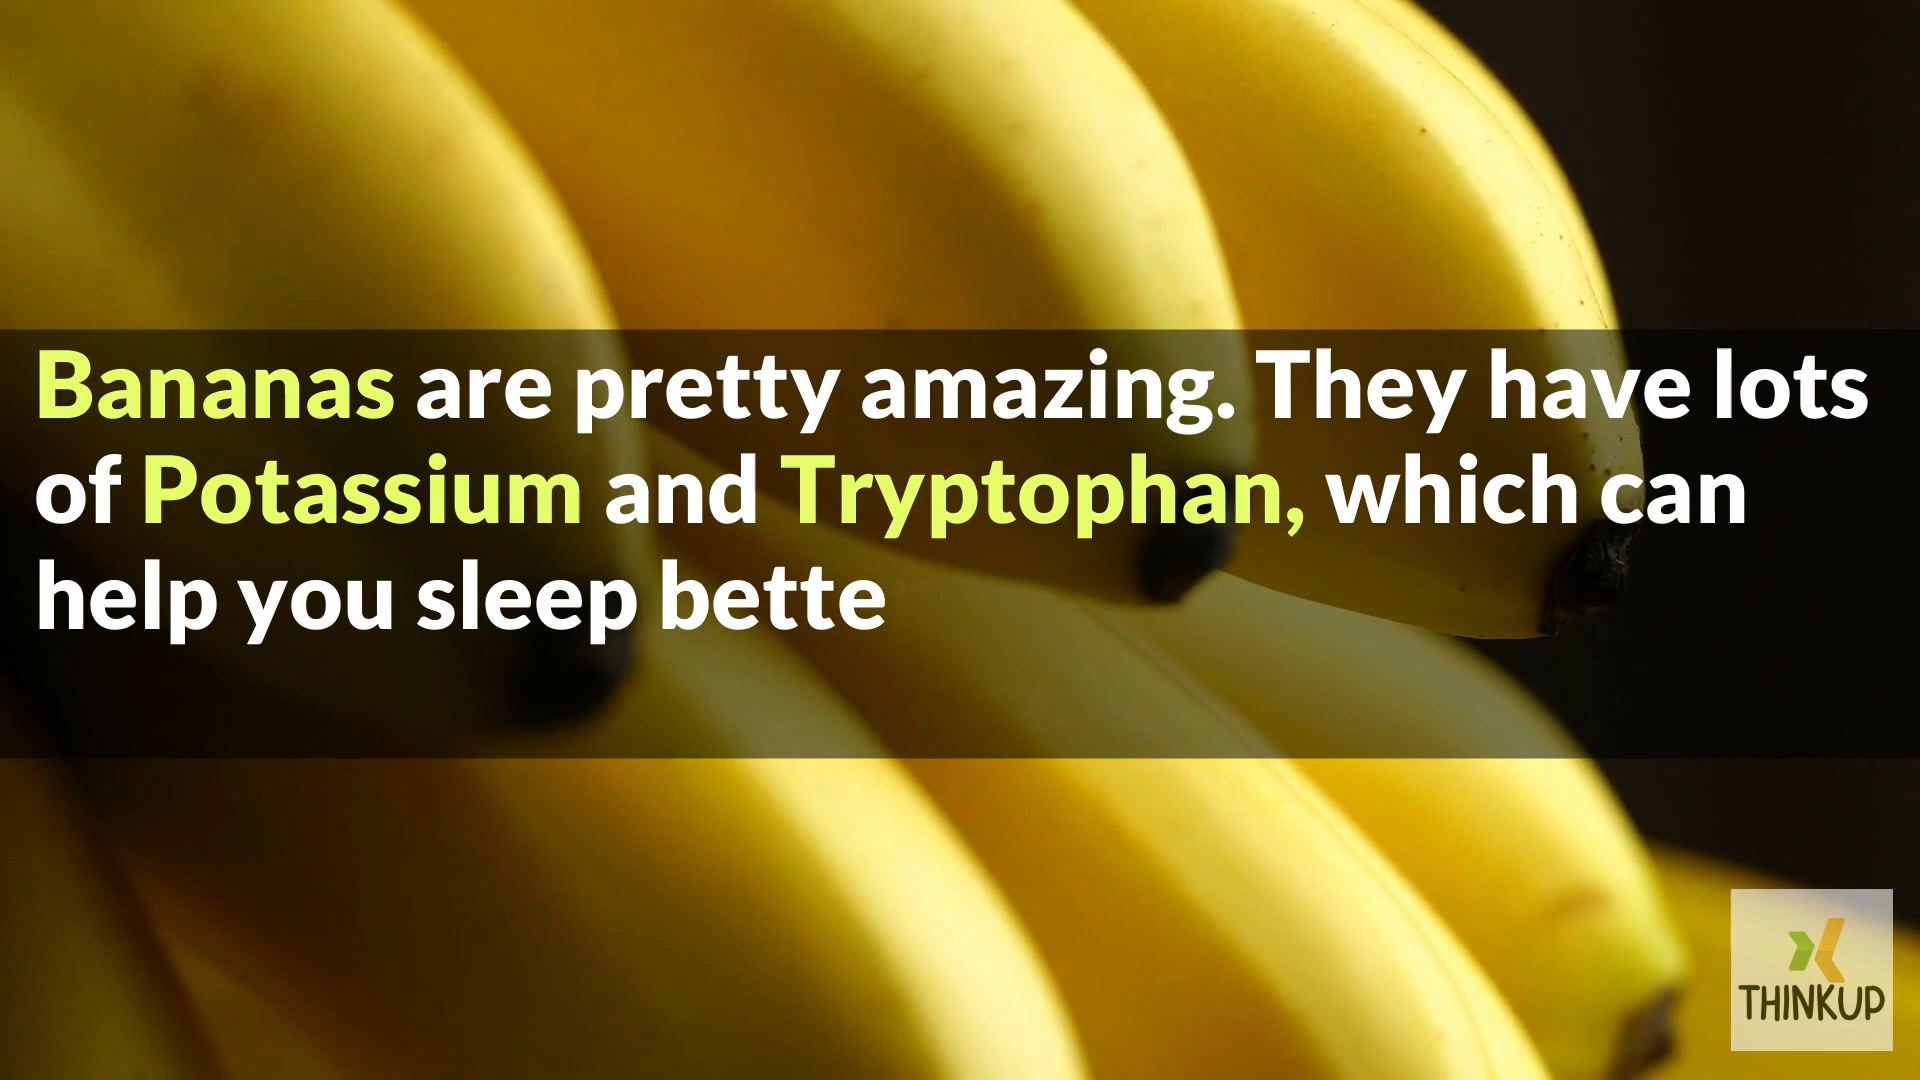 Bananas are pretty amazing. They have lots
of Potassium and Tryptophan, which can
help you sleep bette
THINKUP